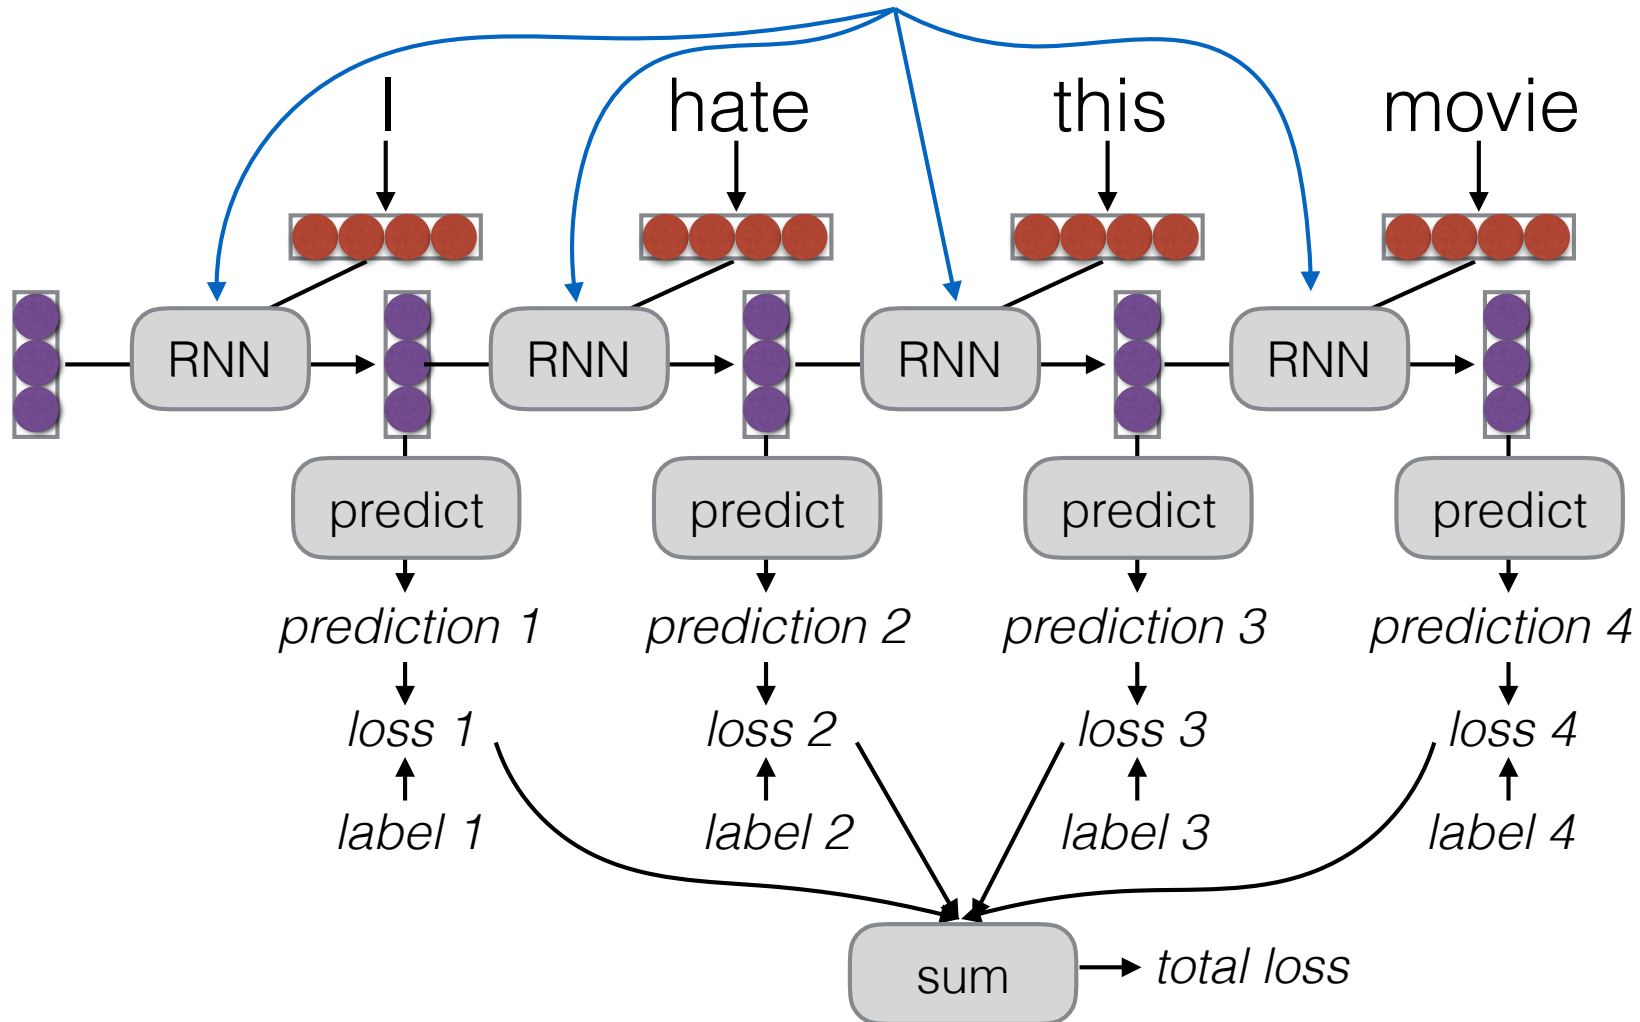 I hate this movie
RNN RNN RNN RNN
predict predict predict predict
prediction 1 prediction 2 prediction 3 prediction 4
loss 1 loss 2 loss 3 loss 4
label 1 label 2 label 3 label 4
sum total loss